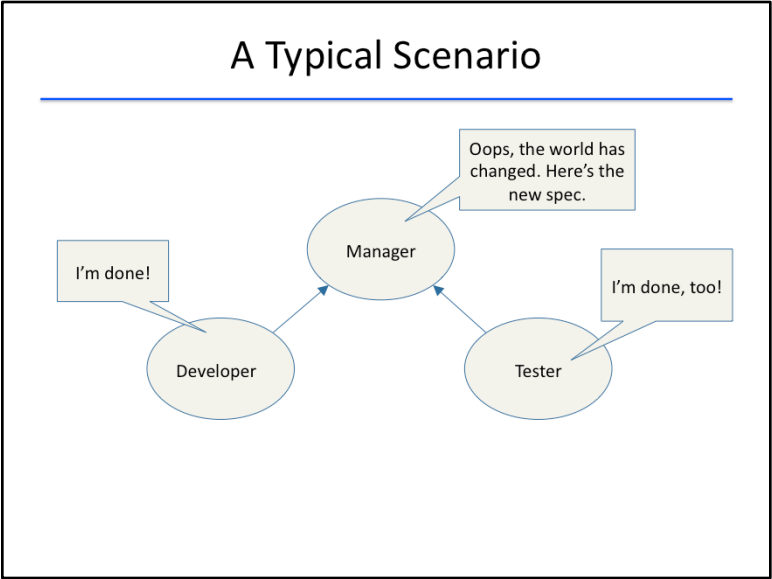 A Typical Scenario
Oops, the world has
changed. Here’s the
new spec.
Manager
I’m done!
I’m done, too!
Developer
Tester